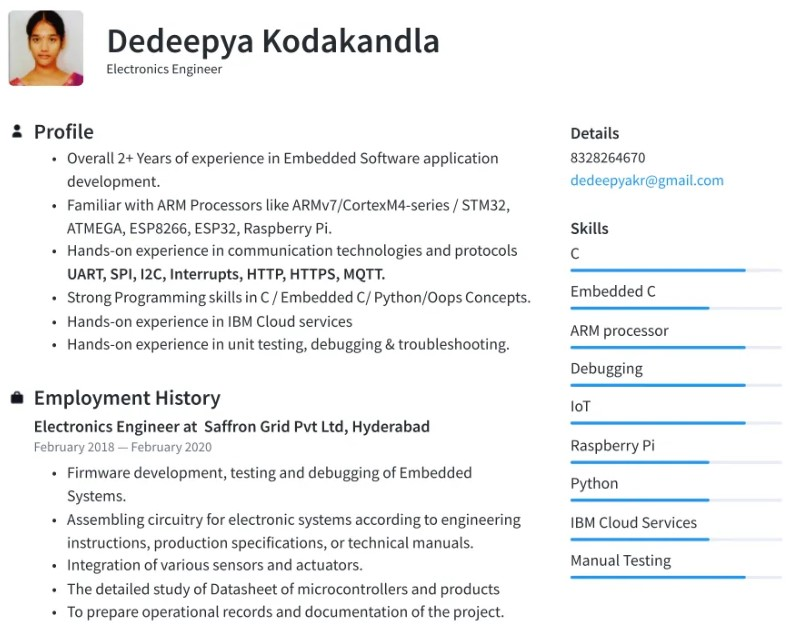 Dedeepya Kodakandla
Electronics Engineer
Profile
• Overall 2+ Years of experience in Embedded Software application
development.
• Familiar with ARM Processors like ARMv7/CortexM4-series / STM32,
ATMEGA, ESP8266, ESP32, Raspberry Pi.
• Hands-on experience in communication technologies and protocols
UART, SPI, I2C, Interrupts, HTTP, HTTPS, MQTT.
• Strong Programming skills in C / Embedded C/ Python/Oops Concepts.
• Hands-on experience in IBM Cloud services
• Hands-on experience in unit testing, debugging & troubleshooting.
Employment History
Electronics Engineer at Saffron Grid Pvt Ltd, Hyderabad
February 2018 — February 2020
• Firmware development, testing and debugging of Embedded
Systems.
• Assembling circuitry for electronic systems according to engineering
instructions, production specifications, or technical manuals.
• Integration of various sensors and actuators.
• The detailed study of Datasheet of microcontrollers and products
• To prepare operational records and documentation of the project.
Details
8328264670
dedeepyakr@gmail.com
Skills
C
Embedded C
ARM processor
Debugging
IoT
Raspberry Pi
Python
IBM Cloud Services
Manual Testing